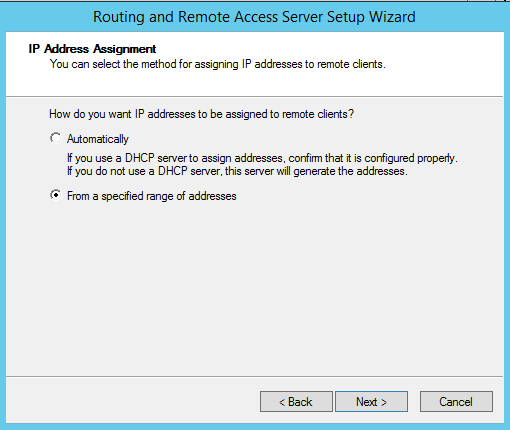 Routing and Remote Access Server Setup Wizard
IP Address Assignment
You can select the method for assigning IP addresses to remote clients.
How do you want IP addresses to be assigned to remote clients?
Automatically
If you use a DHCP server to assign addresses, confirm that it is configured properly.
If you do not use a DHCP server, this server will generate the addresses.
From a specified range of addresses
< Back
Next >
Cancel